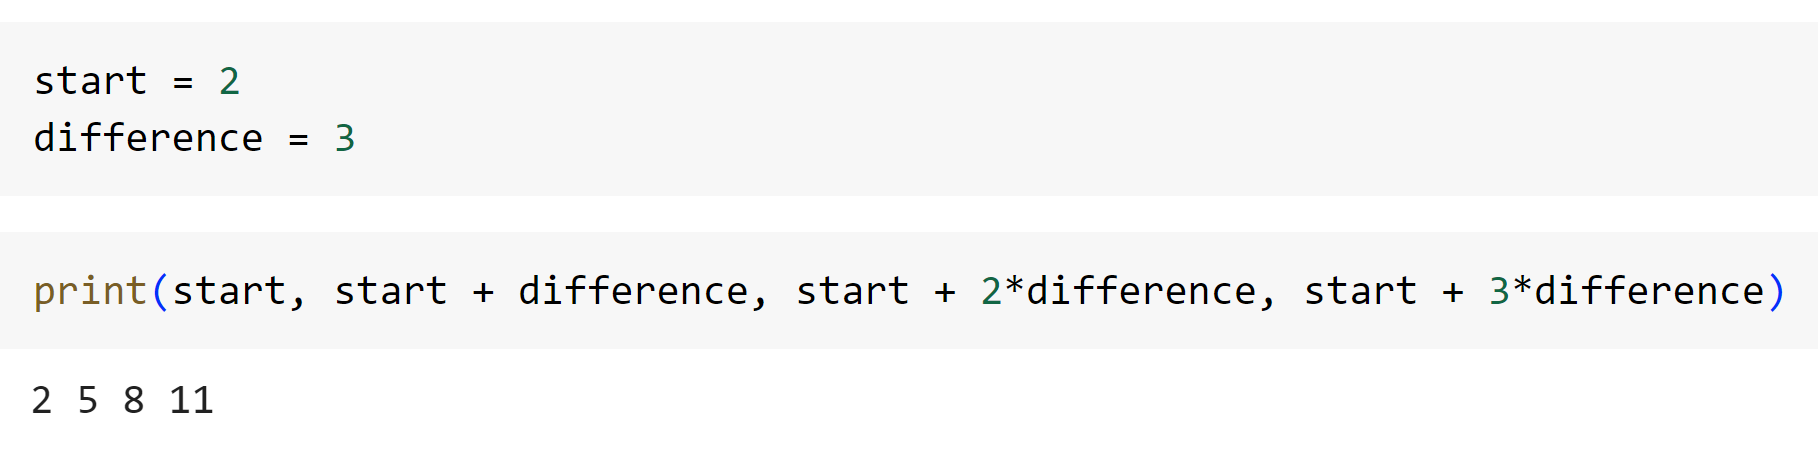 start = 2
difference = 3
print(start, start + difference, start + 2*difference, start + 3*difference)
2 5 8 11